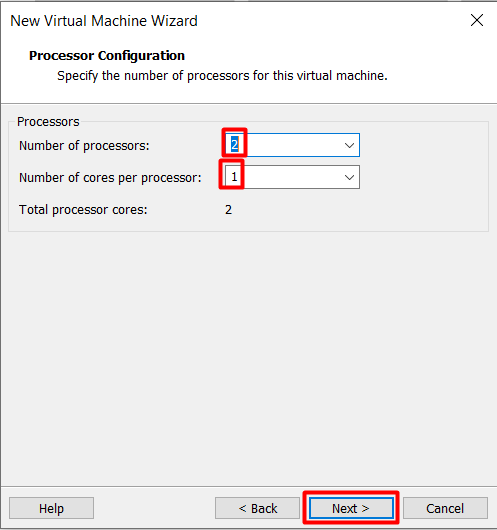 New Virtual Machine Wizard
Processor Configuration
Specify the number of processors for this virtual machine.
Processors
Number of processors: 2
Number of cores per processor: 1
Total processor cores: 2
Help < Back Next > Cancel